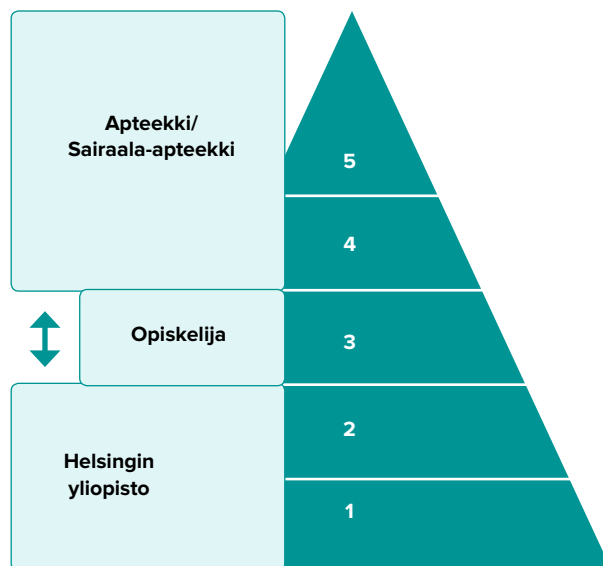 Apteekki/
Sairaala-apteekki
5
4
Opiskelija
3
2
Helsingin
yliopisto
1